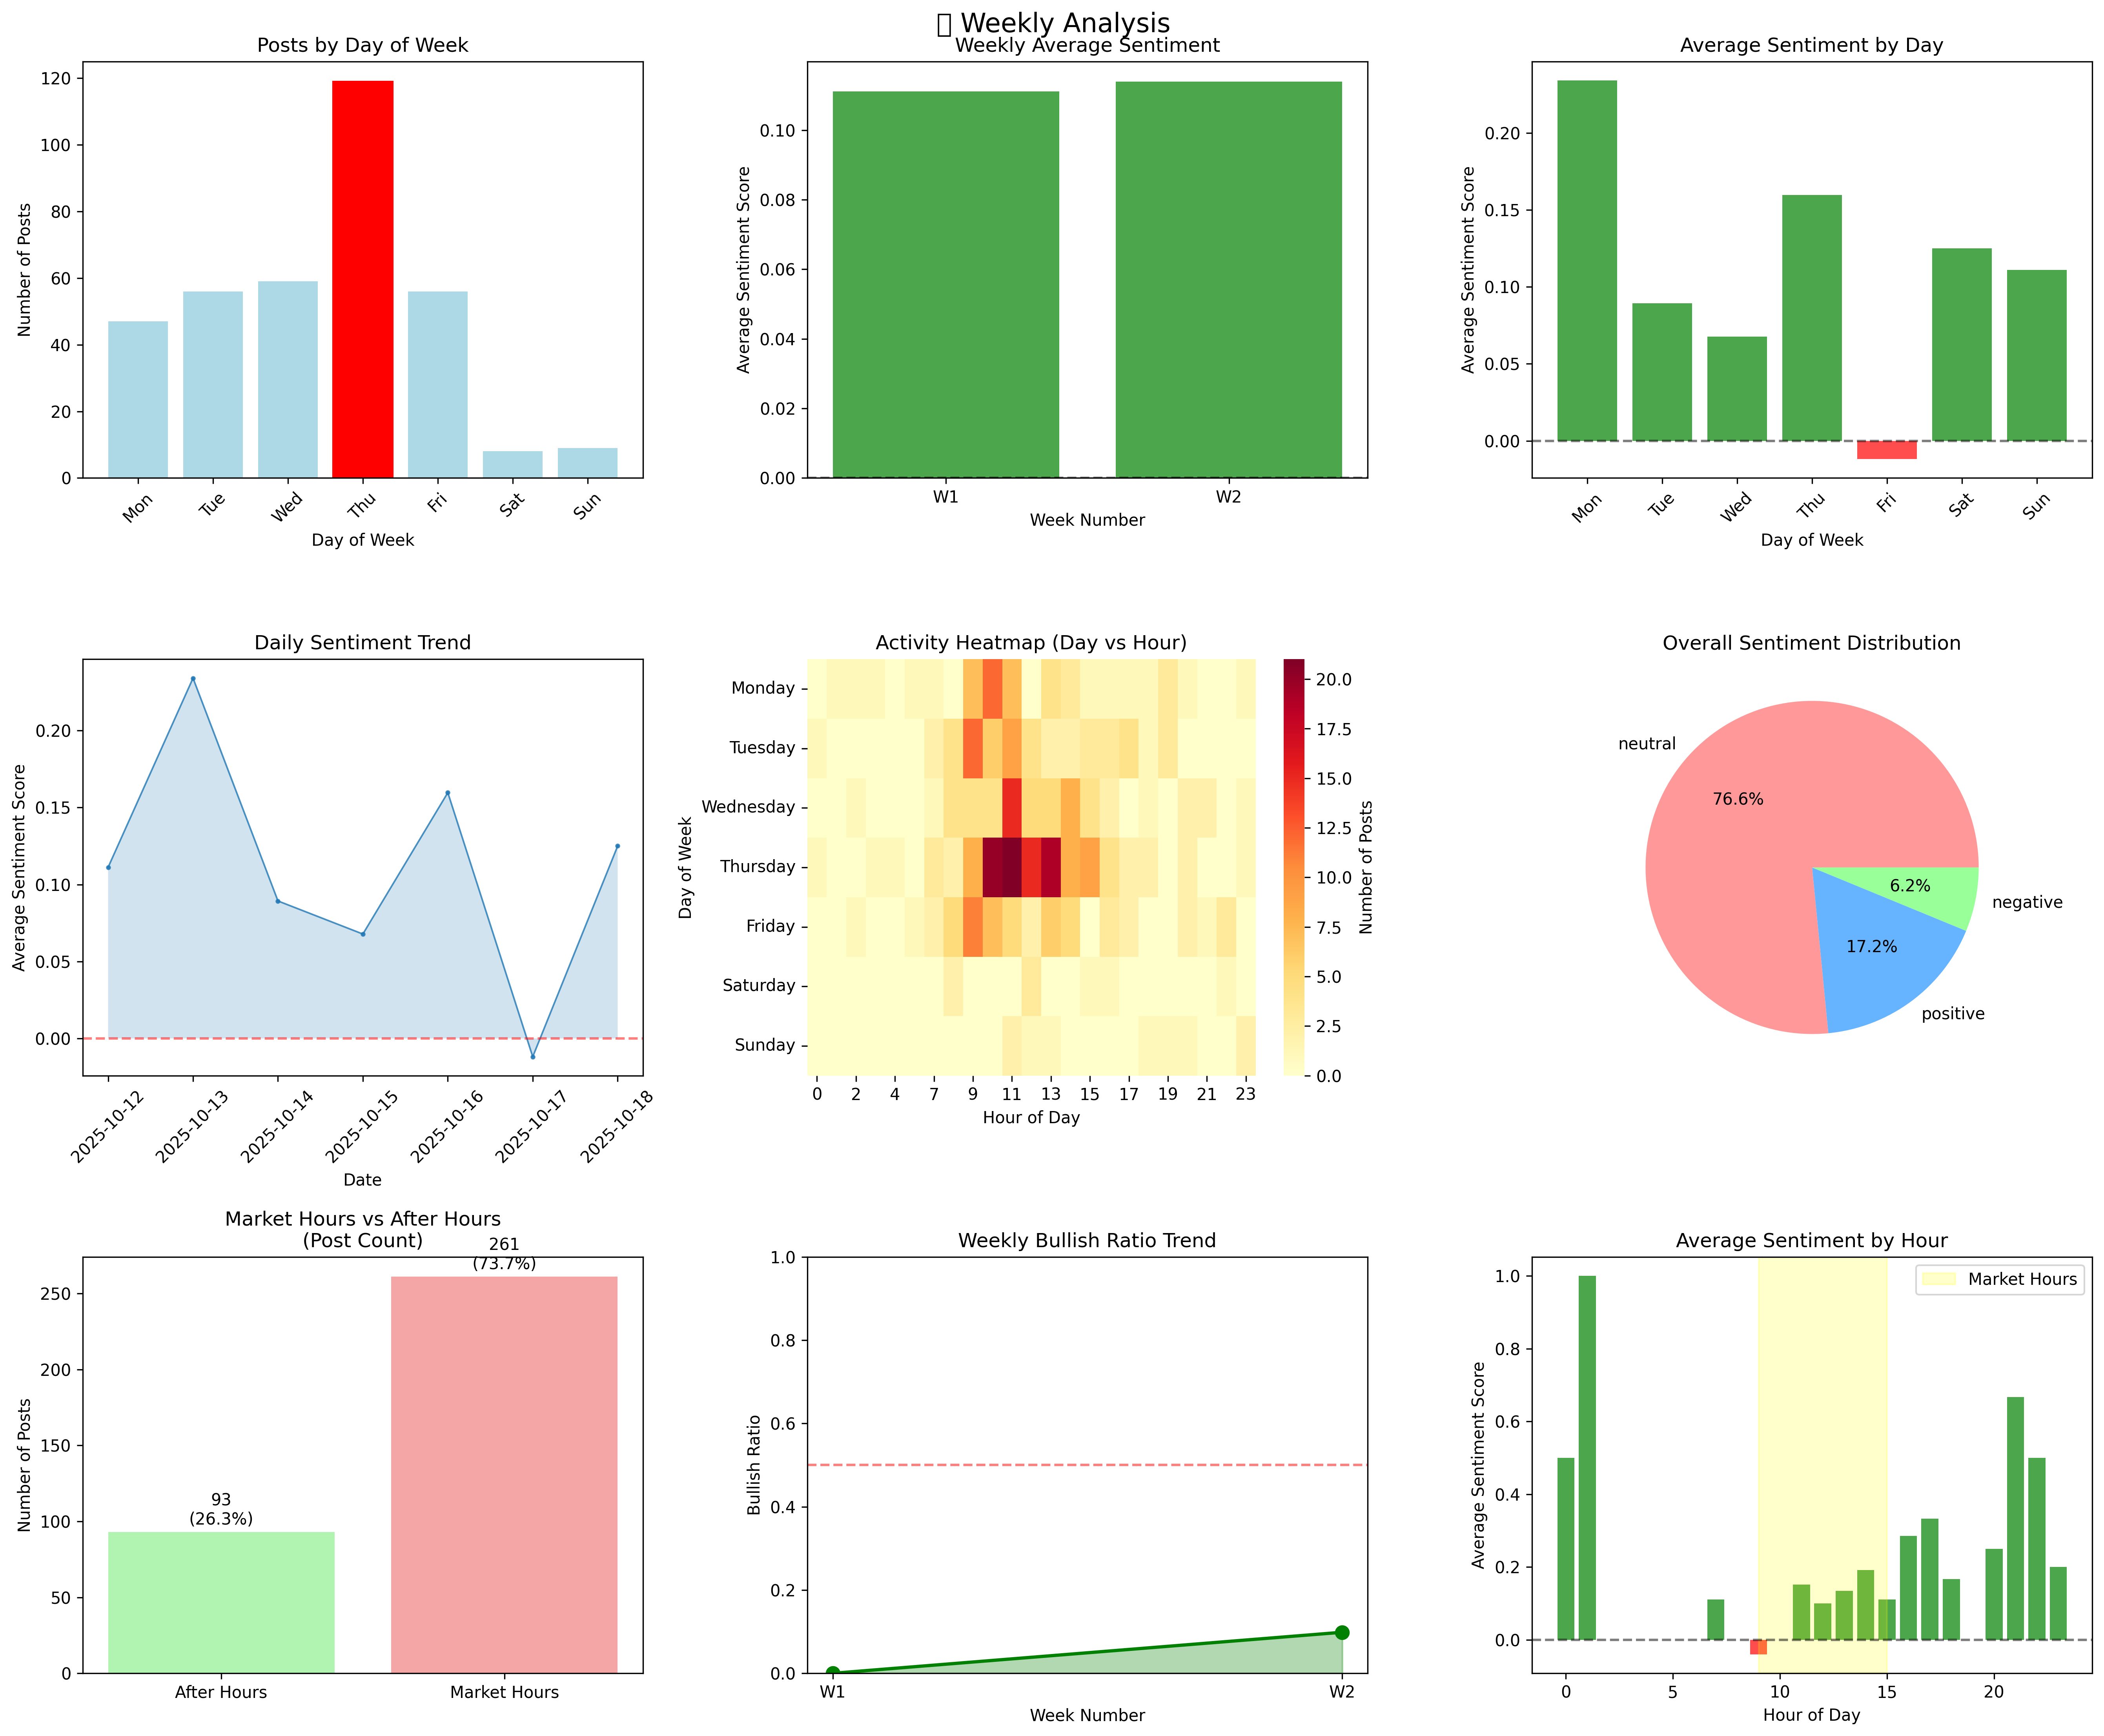 ▯ Weekly Analysis
Posts by Day of Week
Number of Posts
120
100
80
60
40
20
0
Mon
Tue
Wed
Thu
Fri
Sat
Sun
Day of Week
Weekly Average Sentiment
Average Sentiment Score
0.10
0.08
0.06
0.04
0.02
0.00
W1
W2
Week Number
Average Sentiment by Day
Average Sentiment Score
0.20
0.15
0.10
0.05
0.00
Mon
Tue
Wed
Thu
Fri
Sat
Sun
Day of Week
Daily Sentiment Trend
Average Sentiment Score
0.20
0.15
0.10
0.05
0.00
2025-10-12
2025-10-13
2025-10-14
2025-10-15
2025-10-16
2025-10-17
2025-10-18
Date
Activity Heatmap (Day vs Hour)
Day of Week
Monday
Tuesday
Wednesday
Thursday
Friday
Saturday
Sunday
0
2
4
7
9
11
13
15
17
19
21
23
Hour of Day
20.0
17.5
15.0
12.5
10.0
7.5
5.0
2.5
0.0
Number of Posts
Overall Sentiment Distribution
neutral
76.6%
6.2%
negative
17.2%
positive
Market Hours vs After Hours
(Post Count)
Number of Posts
250
200
150
100
50
0
93
(26.3%)
261
(73.7%)
After Hours
Market Hours
Weekly Bullish Ratio Trend
Bullish Ratio
1.0
0.8
0.6
0.4
0.2
0.0
W1
W2
Week Number
Average Sentiment by Hour
Market Hours
Average Sentiment Score
1.0
0.8
0.6
0.4
0.2
0.0
0
5
10
15
20
Hour of Day